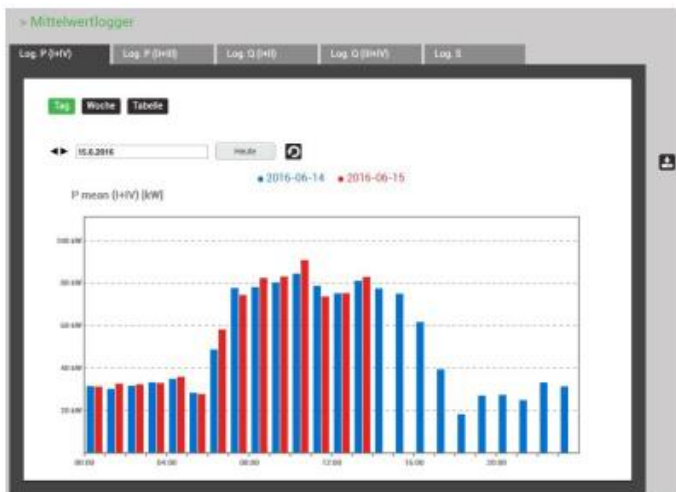 » Mittelwertlogger
Log. P (I+IV) Log. P (II+III) Log. Q (I+II) Log. Q (III+IV) Log. S
Tag Woche Tabelle
15.6.2016 Heute
2016-06-14 2016-06-15
P mean (I+IV) [kW]
100 kW
80 kW
60 kW
40 kW
20 kW
00:00 04:00 08:00 12:00 16:00 20:00